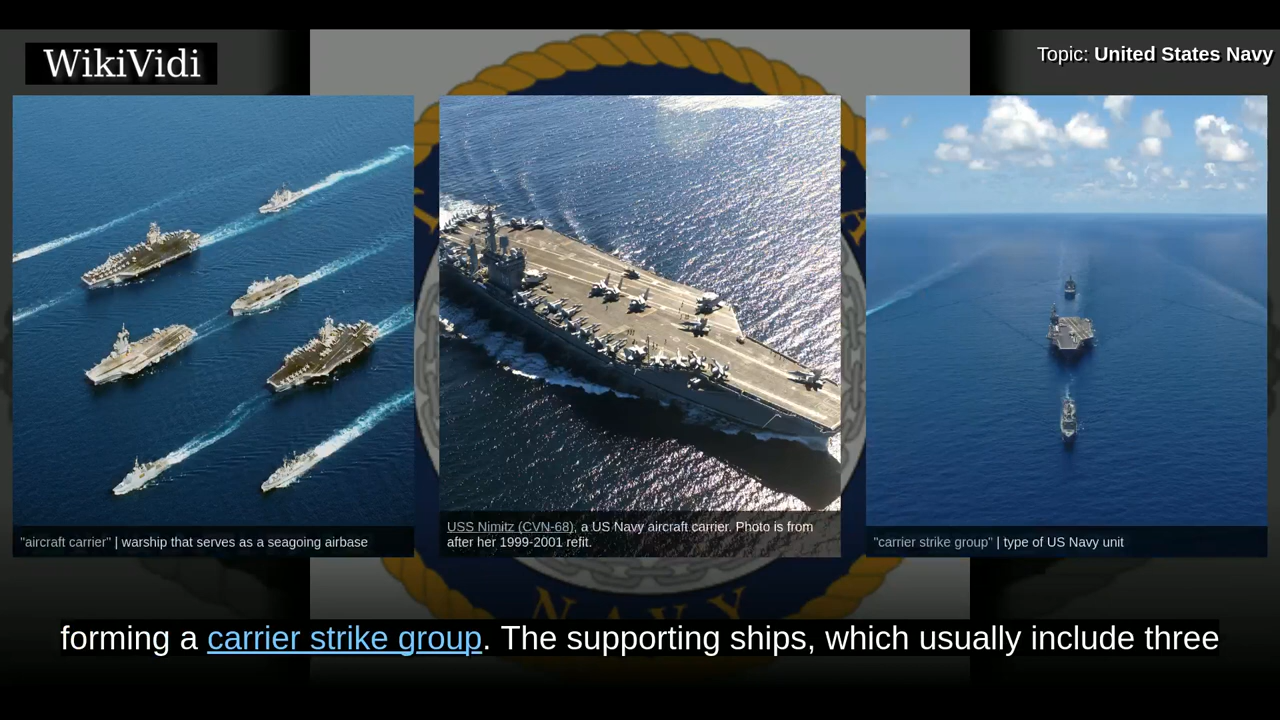 WikiVidi
Topic: United States Navy
"aircraft carrier" | warship that serves as a seagoing airbase
USS Nimitz (CVN-68), a US Navy aircraft carrier. Photo is from
after her 1999-2001 refit.
"carrier strike group" | type of US Navy unit
NAVY
forming a carrier strike group. The supporting ships, which usually include three